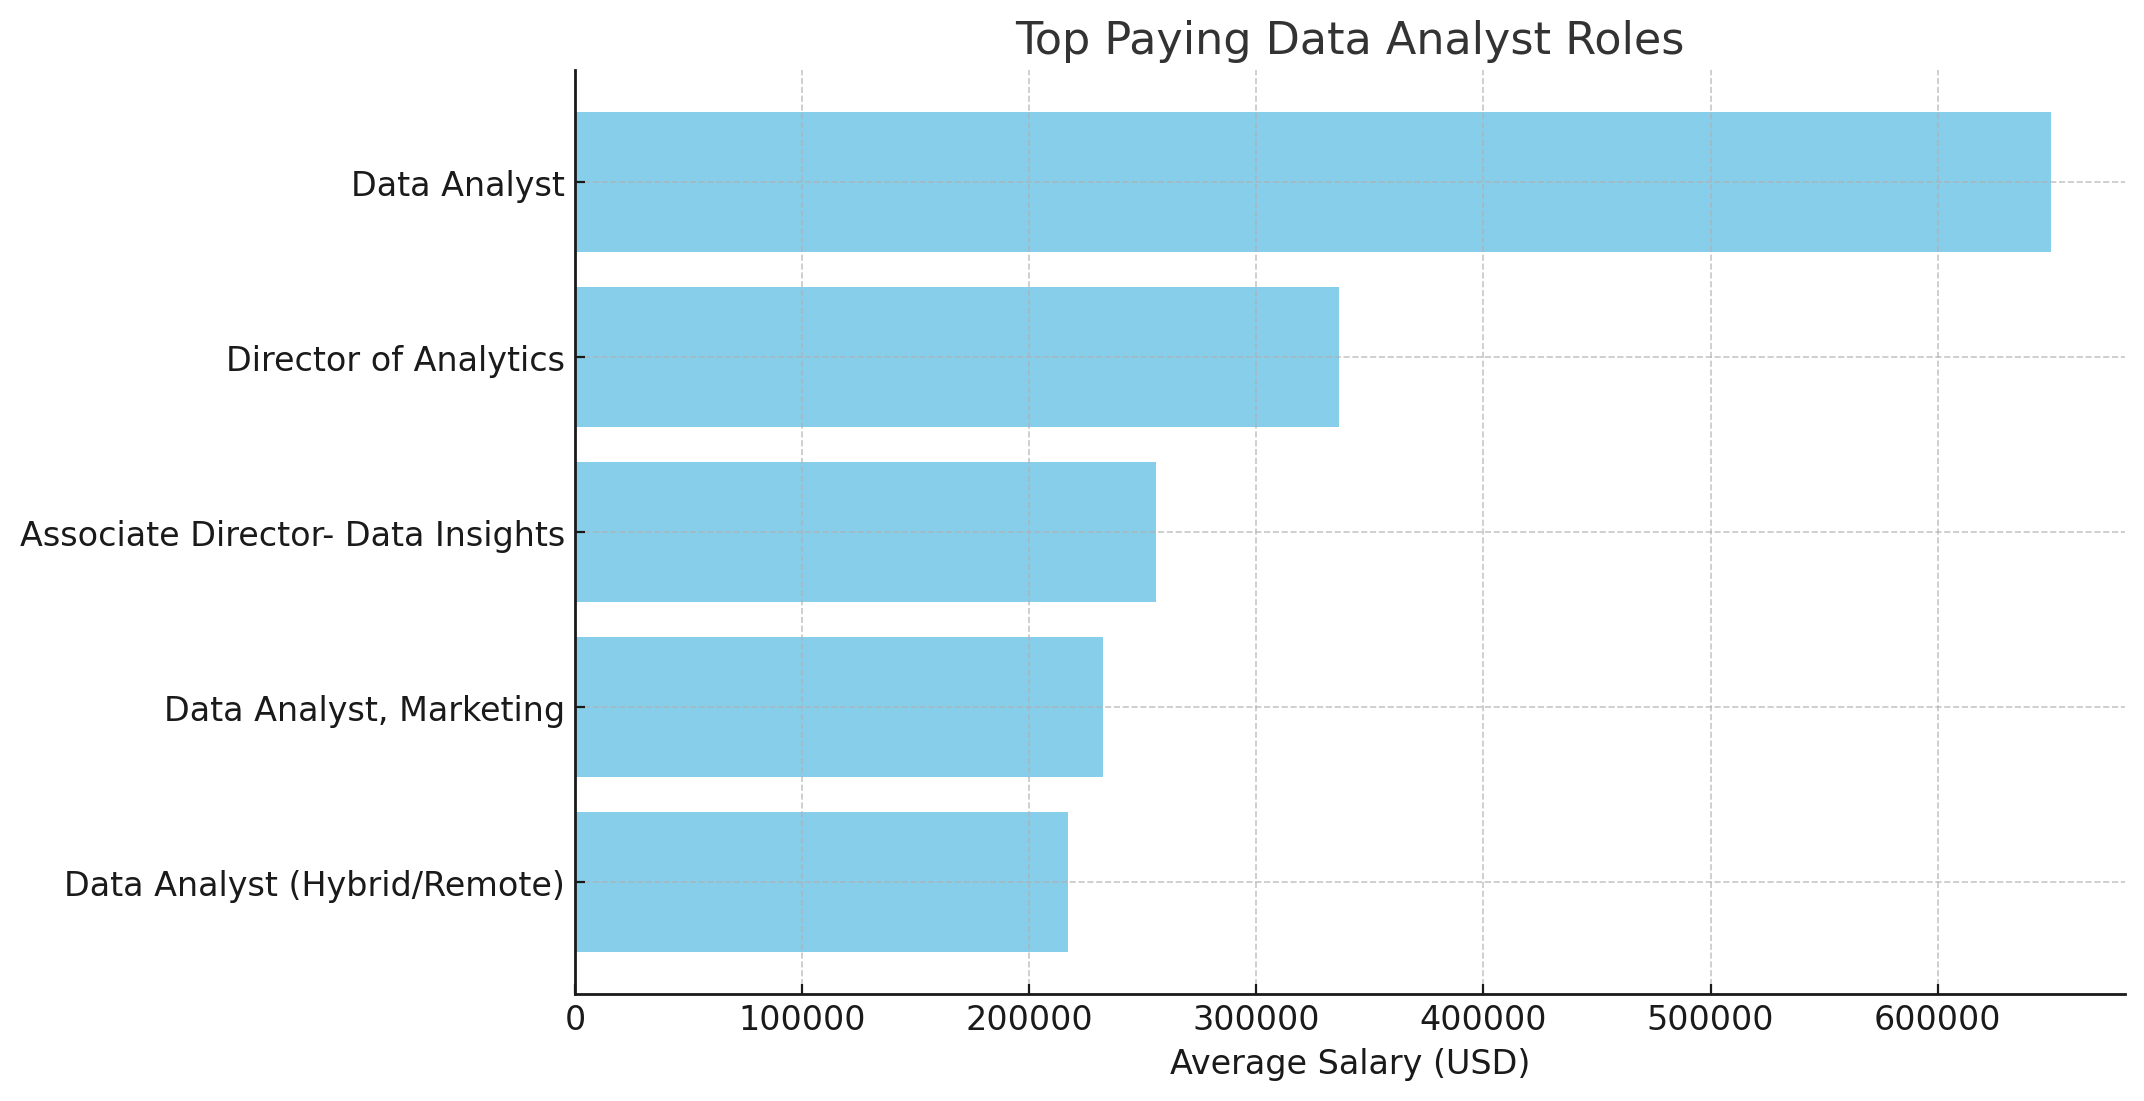 Top Paying Data Analyst Roles
Data Analyst
Director of Analytics
Associate Director- Data Insights
Data Analyst, Marketing
Data Analyst (Hybrid/Remote)
0 100000 200000 300000 400000 500000 600000
Average Salary (USD)